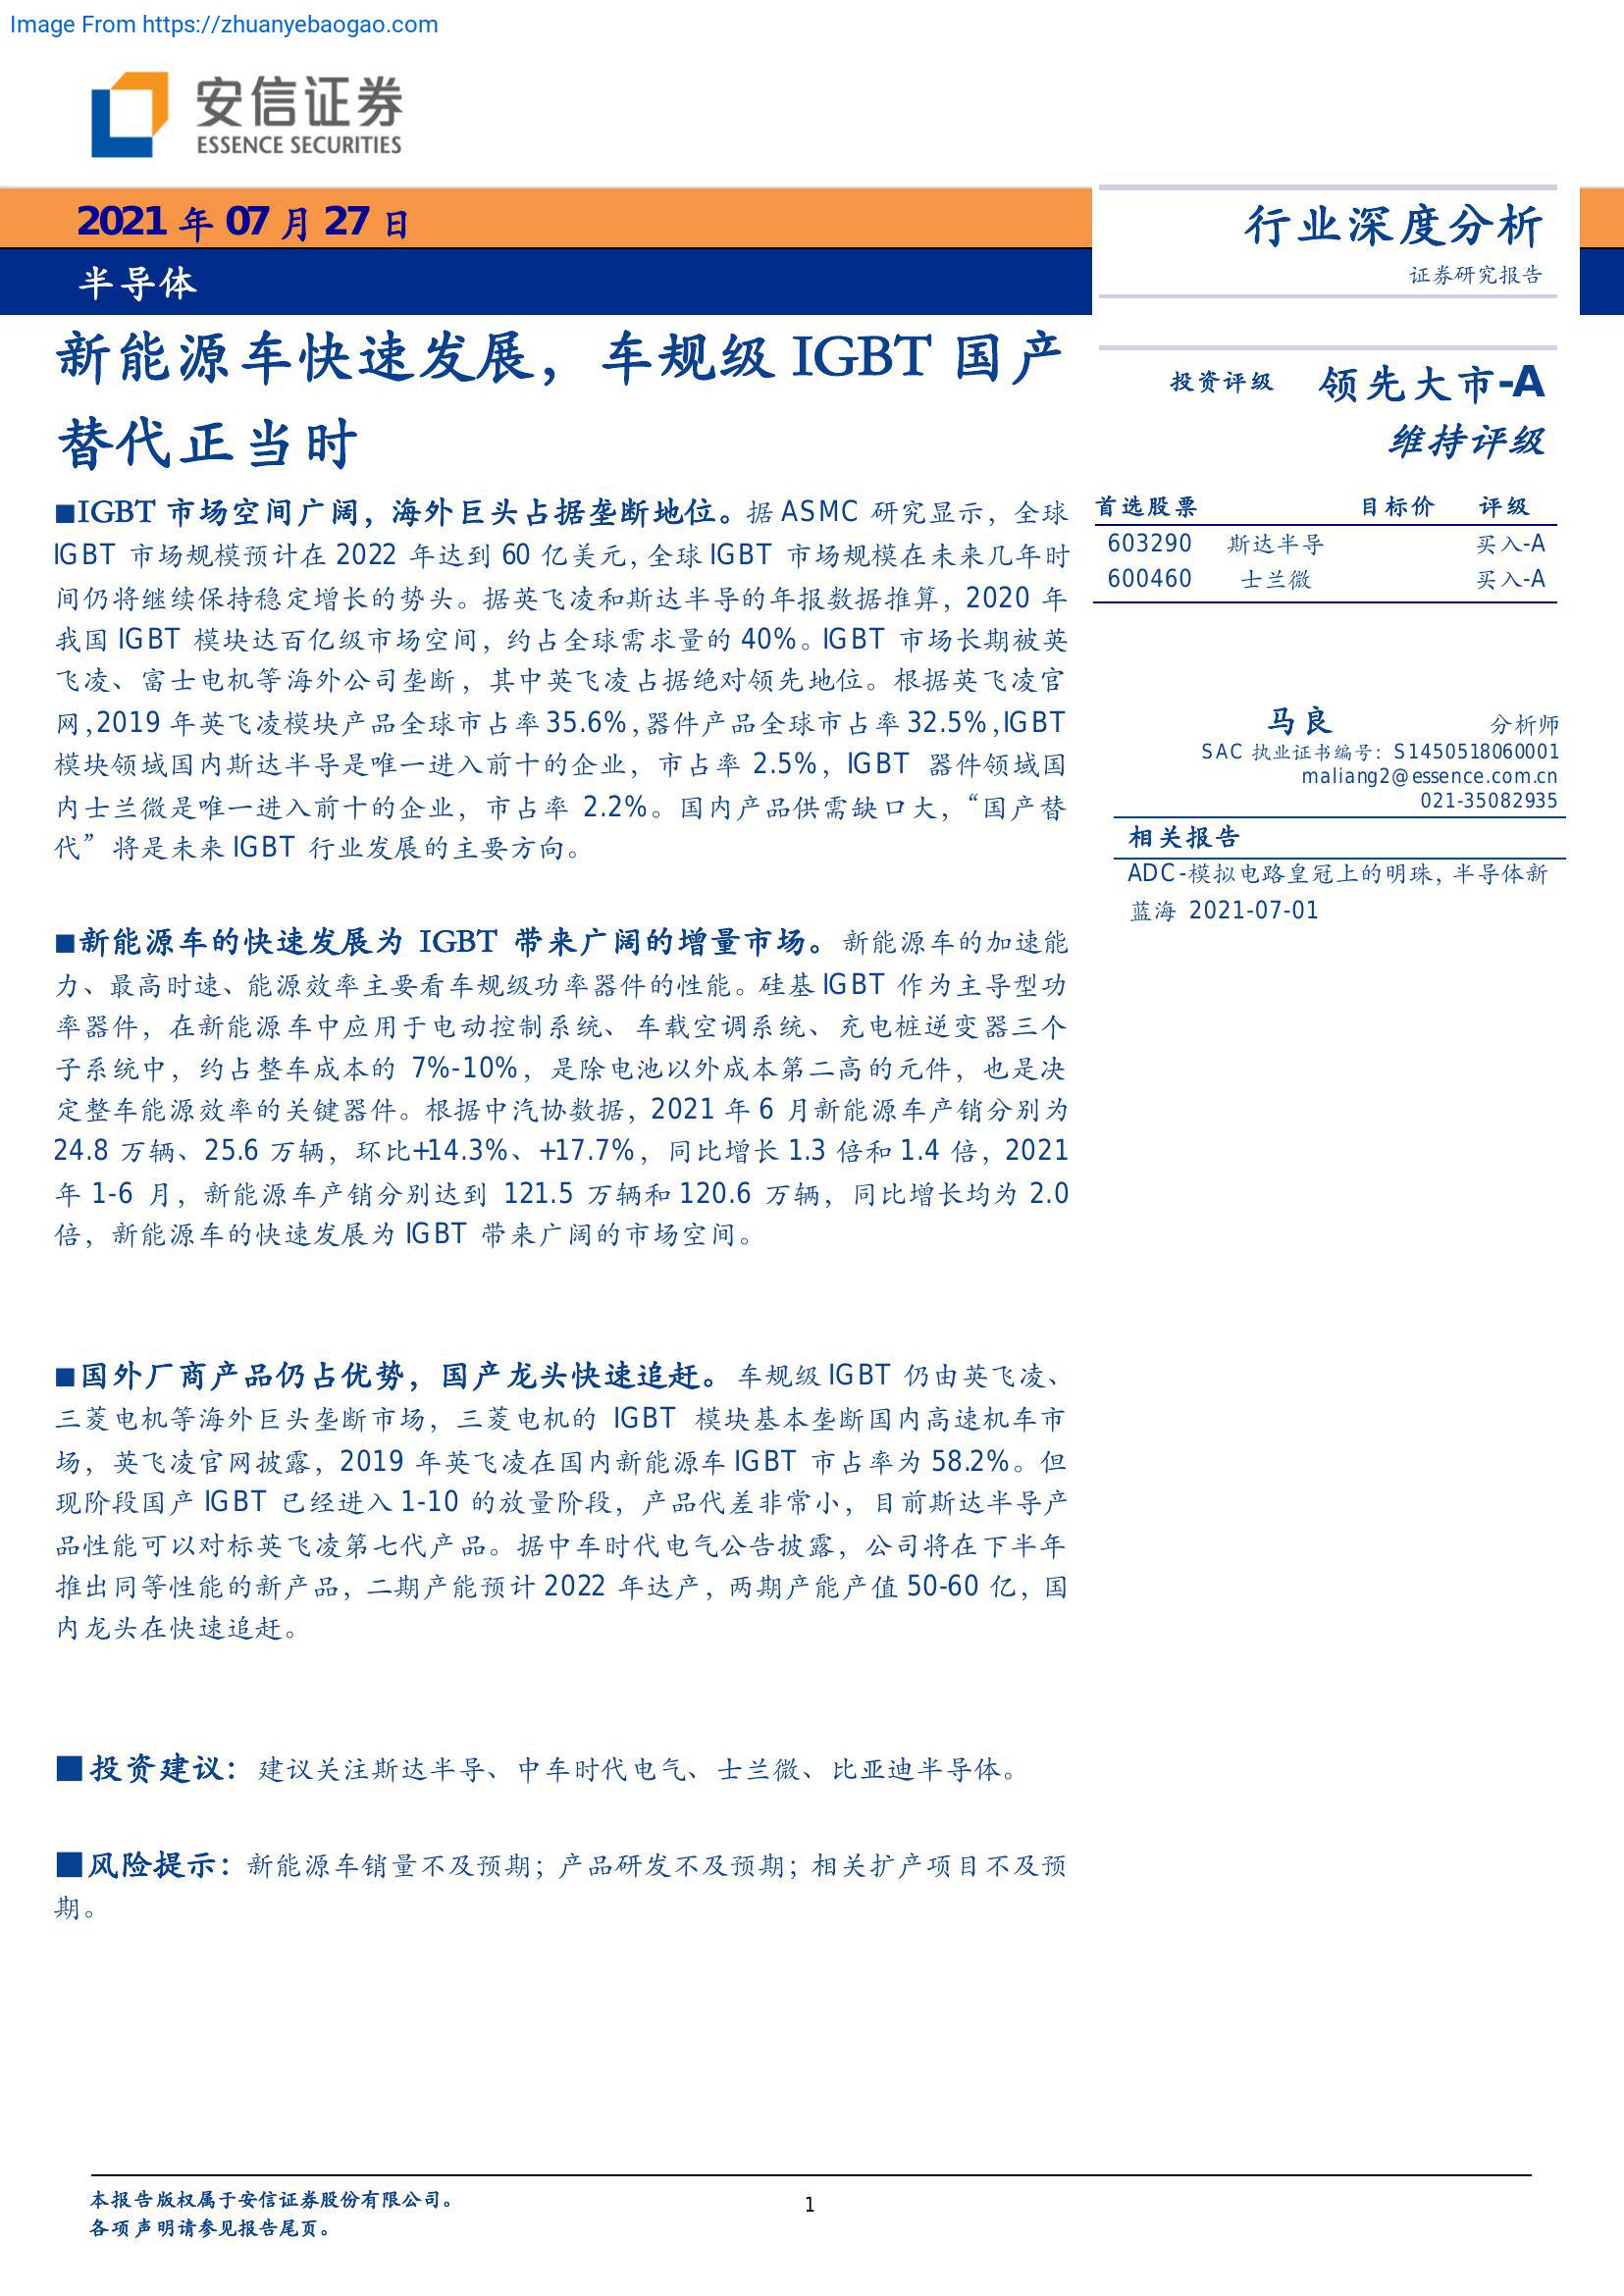 Image From https://zhuanyebaogao.com
安信证券
ESSENCE SECURITIES
2021 年 07 月 27 日
半导体
行业深度分析
证券研究报告
新能源车快速发展，车规级 IGBT 国产
替代正当时
■IGBT 市场空间广阔，海外巨头占据垄断地位。据 ASMC 研究显示，全球
IGBT 市场规模预计在 2022 年达到 60 亿美元,全球 IGBT 市场规模在未来几年时
间仍将继续保持稳定增长的势头。据英飞凌和斯达半导的年报数据推算，2020 年
我国 IGBT 模块达百亿级市场空间，约占全球需求量的 40%。IGBT 市场长期被英
飞凌、富士电机等海外公司垄断，其中英飞凌占据绝对领先地位。根据英飞凌官
网,2019 年英飞凌模块产品全球市占率 35.6%,器件产品全球市占率 32.5%,IGBT
模块领域国内斯达半导是唯一进入前十的企业，市占率 2.5%，IGBT 器件领域国
内士兰微是唯一进入前十的企业，市占率 2.2%。国内产品供需缺口大，“国产替
代”将是未来 IGBT 行业发展的主要方向。
■新能源车的快速发展为 IGBT 带来广阔的增量市场。新能源车的加速能
力、最高时速、能源效率主要看车规级功率器件的性能。硅基 IGBT 作为主导型功
率器件，在新能源车中应用于电动控制系统、车载空调系统、充电桩逆变器三个
子系统中，约占整车成本的 7%-10%，是除电池以外成本第二高的元件，也是决
定整车能源效率的关键器件。根据中汽协数据，2021 年 6 月新能源车产销分别为
24.8 万辆、25.6 万辆，环比+14.3%、+17.7%，同比增长 1.3 倍和 1.4 倍，2021
年 1-6 月，新能源车产销分别达到 121.5 万辆和 120.6 万辆，同比增长均为 2.0
倍，新能源车的快速发展为 IGBT 带来广阔的市场空间。
■国外厂商产品仍占优势，国产龙头快速追赶。车规级 IGBT 仍由英飞凌、
三菱电机等海外巨头垄断市场，三菱电机的 IGBT 模块基本垄断国内高速机车市
场，英飞凌官网披露，2019 年英飞凌在国内新能源车 IGBT 市占率为 58.2%。但
现阶段国产 IGBT 已经进入 1-10 的放量阶段，产品代差非常小，目前斯达半导产
品性能可以对标英飞凌第七代产品。据中车时代电气公告披露，公司将在下半年
推出同等性能的新产品，二期产能预计 2022 年达产，两期产能产值 50-60 亿，国
内龙头在快速追赶。
■投资建议：建议关注斯达半导、中车时代电气、士兰微、比亚迪半导体。
■风险提示：新能源车销量不及预期；产品研发不及预期；相关扩产项目不及预
期。
投资评级 领先大市-A
维持评级
首选股票 目标价 评级
603290 斯达半导 买入-A
600460 士兰微 买入-A
马良 分析师
SAC 执业证书编号：S1450518060001
maliang2@essence.com.cn
021-35082935
相关报告
ADC-模拟电路皇冠上的明珠，半导体新
蓝海 2021-07-01
本报告版权属于安信证券股份有限公司。
各项声明请参见报告尾页。
1